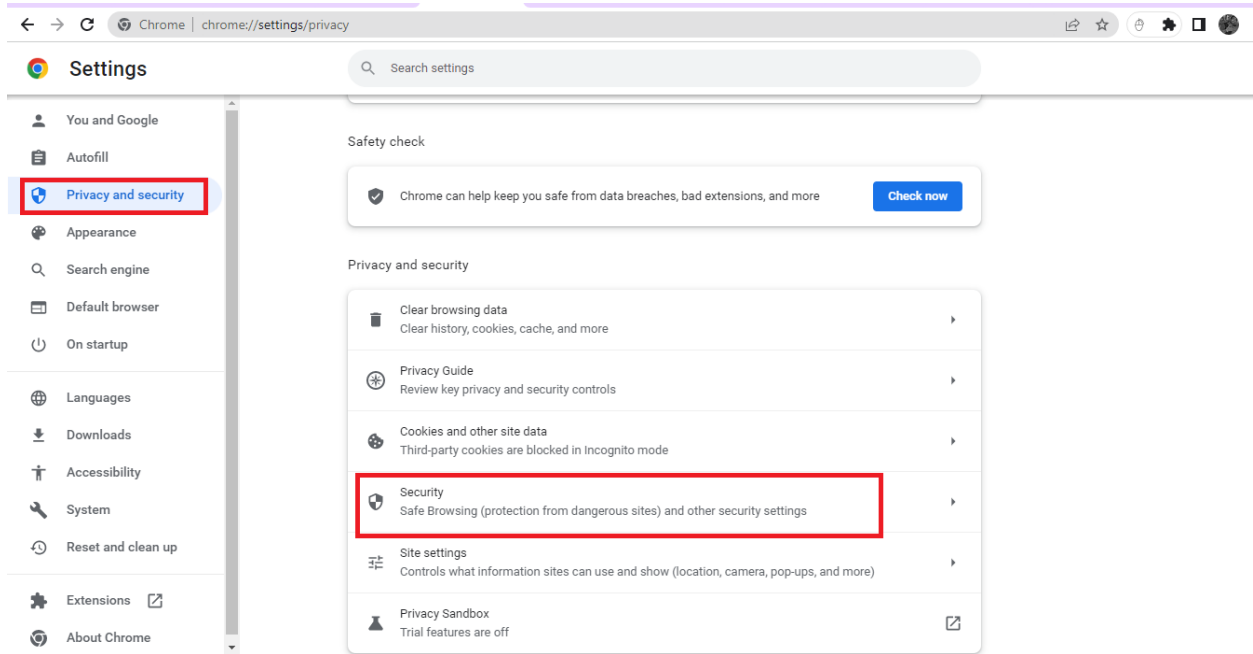 Chrome | chrome://settings/privacy
Settings
Search settings
You and Google
Autofill
Privacy and security
Appearance
Search engine
Default browser
On startup
Languages
Downloads
Accessibility
System
Reset and clean up
Extensions
About Chrome
Safety check
Chrome can help keep you safe from data breaches, bad extensions, and more
Check now
Privacy and security
Clear browsing data
Clear history, cookies, cache, and more
Privacy Guide
Review key privacy and security controls
Cookies and other site data
Third-party cookies are blocked in Incognito mode
Security
Safe Browsing (protection from dangerous sites) and other security settings
Site settings
Controls what information sites can use and show (location, camera, pop-ups, and more)
Privacy Sandbox
Trial features are off